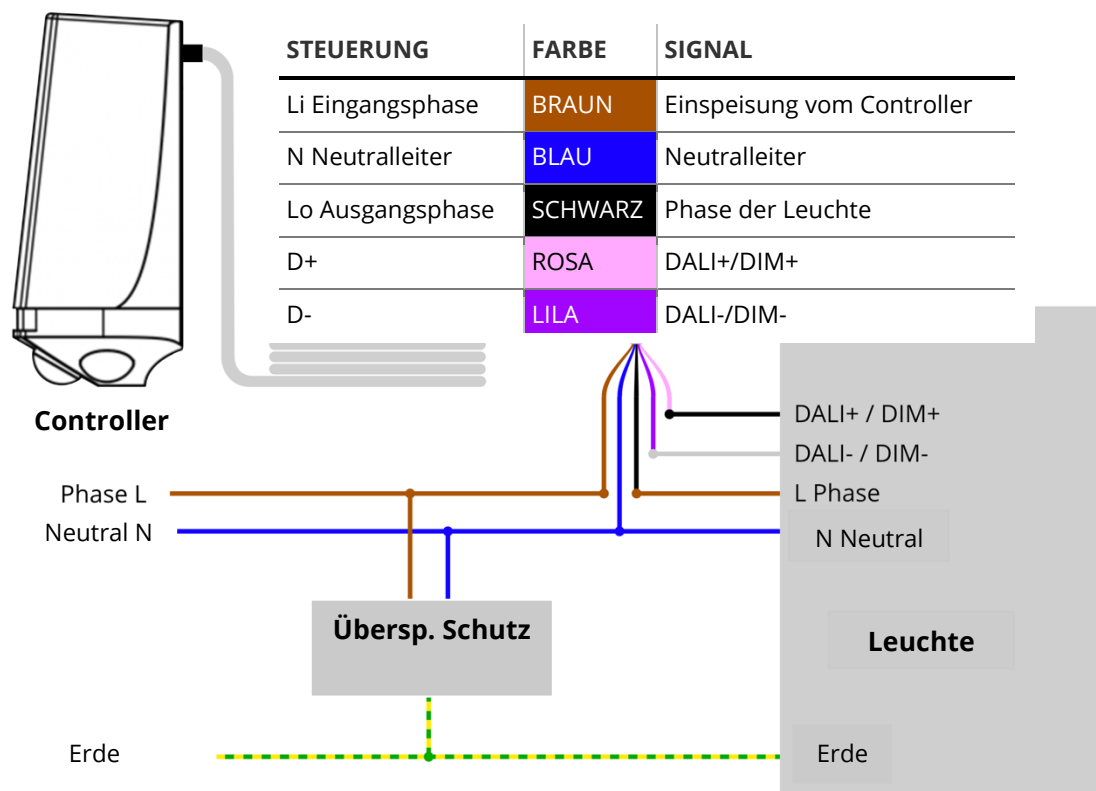 STEUERUNG FARBE SIGNAL
Li Eingangsphase BRAUN Einspeisung vom Controller
N Neutralleiter BLAU Neutralleiter
Lo Ausgangsphase SCHWARZ Phase der Leuchte
D+ ROSA DALI+/DIM+
D- LILA DALI-/DIM-
Controller
DALI+ / DIM+
DALI- / DIM-
Phase L
L Phase
Neutral N
N Neutral
Übersp. Schutz
Leuchte
Erde
Erde